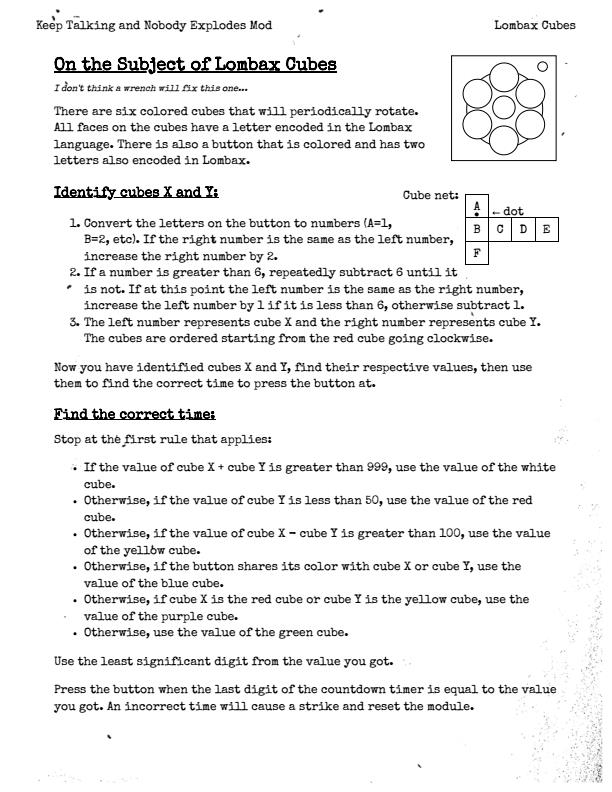 Keep Talking and Nobody Explodes Mod
Lombax Cubes
On the Subject of Lombax Cubes
I don't think a wrench will fix this one...
There are six colored cubes that will periodically rotate.
All faces on the cubes have a letter encoded in the Lombax
language. There is also a button that is colored and has two
letters also encoded in Lombax.
Identify cubes X and Y:
Cube net:
A
← dot
B C D E
F
1. Convert the letters on the button to numbers (A=1,
B=2, etc). If the right number is the same as the left number,
increase the right number by 2.
2. If a number is greater than 6, repeatedly subtract 6 until it
is not. If at this point the left number is the same as the right number,
increase the left number by 1 if it is less than 6, otherwise subtract 1.
3. The left number represents cube X and the right number represents cube Y.
The cubes are ordered starting from the red cube going clockwise.
Now you have identified cubes X and Y, find their respective values, then use
them to find the correct time to press the button at.
Find the correct time:
Stop at the first rule that applies:
• If the value of cube X + cube Y is greater than 999, use the value of the white
cube.
• Otherwise, if the value of cube Y is less than 50, use the value of the red
cube.
• Otherwise, if the value of cube X - cube Y is greater than 100, use the value
of the yellow cube.
• Otherwise, if the button shares its color with cube X or cube Y, use the
value of the blue cube.
• Otherwise, if cube X is the red cube or cube Y is the yellow cube, use the
value of the purple cube.
• Otherwise, use the value of the green cube.
Use the least significant digit from the value you got.
Press the button when the last digit of the countdown timer is equal to the value
you got. An incorrect time will cause a strike and reset the module.